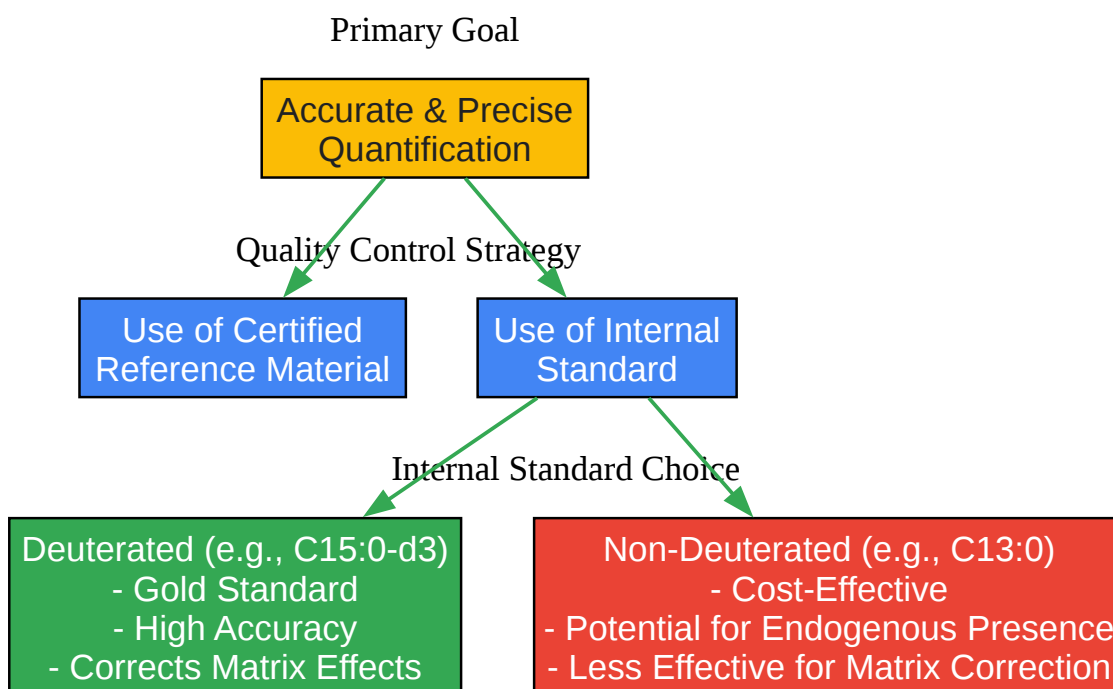 Primary Goal
Accurate & Precise
Quantification
Quality Control Strategy
Use of Certified
Reference Material
Use of Internal
Standard
Internal Standard Choice
Deuterated (e.g., C15:0-d3)
- Gold Standard
- High Accuracy
- Corrects Matrix Effects
Non-Deuterated (e.g., C13:0)
- Cost-Effective
- Potential for Endogenous Presence
- Less Effective for Matrix Correction